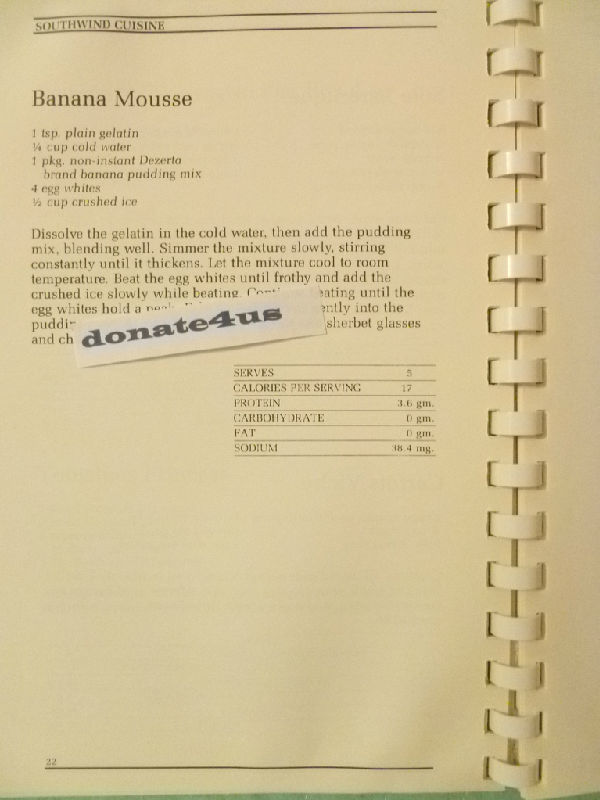 SOUTHWIND CUISINE
Banana Mousse
1 tsp. plain gelatin
¼ cup cold water
1 pkg. non-instant Dezerta
brand banana pudding mix
4 egg whites
½ cup crushed ice
Dissolve the gelatin in the cold water, then add the pudding
mix, blending well. Simmer the mixture slowly, stirring
constantly until it thickens. Let the mixture cool to room
temperature. Beat the egg whites until frothy and add the
crushed ice slowly while beating. eating until the
egg whites hold a ently into the
puddin sherbet glasses
and ch
donate4us
SERVES 5
CALORIES PER SERVING 17
PROTEIN 3.6 gm.
CARBOHYDRATE 0 gm.
FAT 0 gm.
SODIUM 38.4 mg.
22